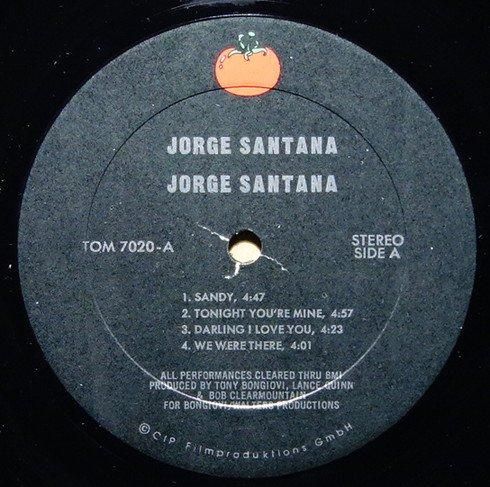 JORGE SANTANA
JORGE SANTANA
TOM 7020-A
STEREO
SIDE A
1. SANDY, 4:47
2. TONIGHT YOU'RE MINE, 4:57
3. DARLING I LOVE YOU, 4:23
4. WE WERE THERE, 4:01
ALL PERFORMANCES CLEARED THRU BMI
PRODUCED BY TONY BONGIOVI, LANCE QUINN
& BOB CLEARMOUNTAIN
FOR BONGIOVI/WALTERS PRODUCTIONS
© CIP Filmproduktions GmbH